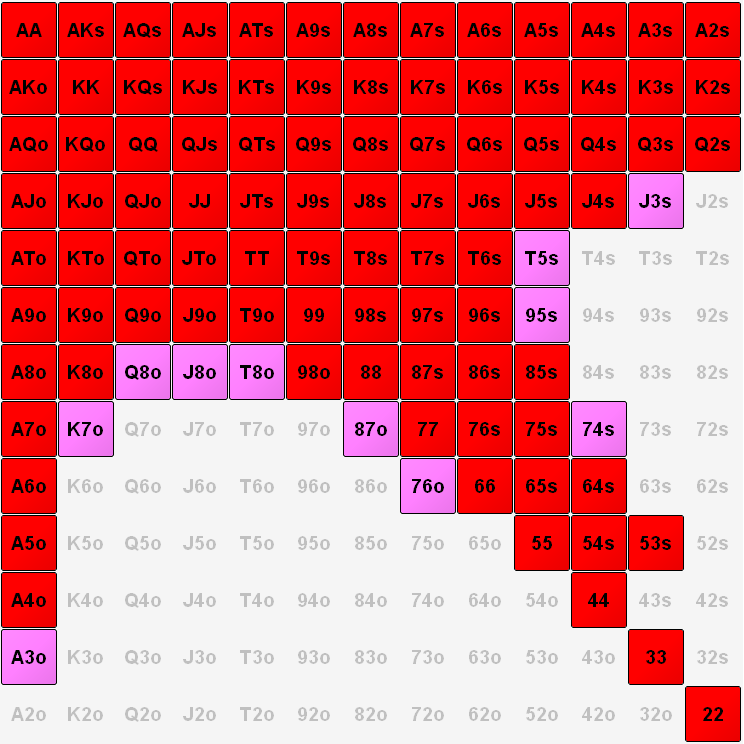 AA AKs AQs AJs ATs A9s A8s A7s A6s A5s A4s A3s A2s
AKo KK KQs KJs KTs K9s K8s K7s K6s K5s K4s K3s K2s
AQo KQo QQ QJs QTs Q9s Q8s Q7s Q6s Q5s Q4s Q3s Q2s
AJo KJo QJo JJ JTs J9s J8s J7s J6s J5s J4s J3s J2s
ATo KTo QTo JTo TT T9s T8s T7s T6s T5s T4s T3s T2s
A9o K9o Q9o J9o T9o 99 98s 97s 96s 95s 94s 93s 92s
A8o K8o Q8o J8o T8o 98o 88 87s 86s 85s 84s 83s 82s
A7o K7o Q7o J7o T7o 97o 87o 77 76s 75s 74s 73s 72s
A6o K6o Q6o J6o T6o 96o 86o 76o 66 65s 64s 63s 62s
A5o K5o Q5o J5o T5o 95o 85o 75o 65o 55 54s 53s 52s
A4o K4o Q4o J4o T4o 94o 84o 74o 64o 54o 44 43s 42s
A3o K3o Q3o J3o T3o 93o 83o 73o 63o 53o 43o 33 32s
A2o K2o Q2o J2o T2o 92o 82o 72o 62o 52o 42o 32o 22